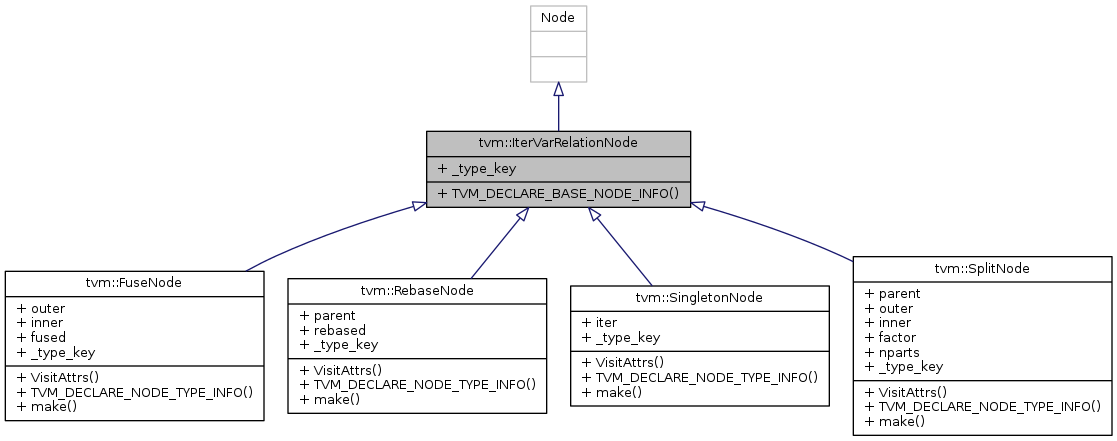 Node
tvm::IterVarRelationNode
+ _type_key
+ TVM_DECLARE_BASE_NODE_INFO()
tvm::FuseNode
+ outer
+ inner
+ fused
+ _type_key
+ VisitAttrs()
+ TVM_DECLARE_NODE_TYPE_INFO()
+ make()
tvm::RebaseNode
+ parent
+ rebased
+ _type_key
+ VisitAttrs()
+ TVM_DECLARE_NODE_TYPE_INFO()
+ make()
tvm::SingletonNode
+ iter
+ _type_key
+ VisitAttrs()
+ TVM_DECLARE_NODE_TYPE_INFO()
+ make()
tvm::SplitNode
+ parent
+ outer
+ inner
+ factor
+ nparts
+ _type_key
+ VisitAttrs()
+ TVM_DECLARE_NODE_TYPE_INFO()
+ make()